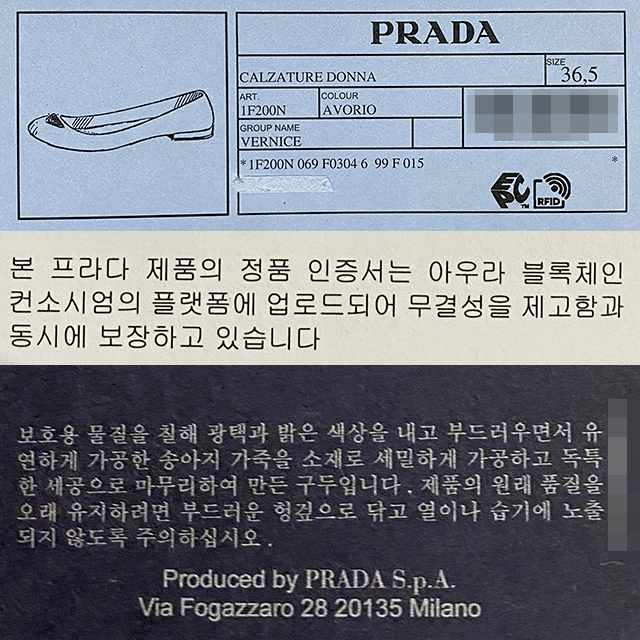 PRADA
CALZATURE DONNA
SIZE
36,5
ART.
1F200N
COLOUR
AVORIO
GROUP NAME
VERNICE
*1F200N 069 F0304 6 99 F 015 *
EPC™ RFID
본 프라다 제품의 정품 인증서는 아우라 블록체인
컨소시엄의 플랫폼에 업로드되어 무결성을 제고함과
동시에 보장하고 있습니다
보호용 물질을 칠해 광택과 밝은 색상을 내고 부드러우면서 유
연하게 가공한 송아지 가죽을 소재로 세밀하게 가공하고 독특
한 세공으로 마무리하여 만든 구두입니다. 제품의 원래 품질을
오래 유지하려면 부드러운 헝겊으로 닦고 열이나 습기에 노출
되지 않도록 주의하십시오.
Produced by PRADA S.p.A.
Via Fogazzaro 28 20135 Milano